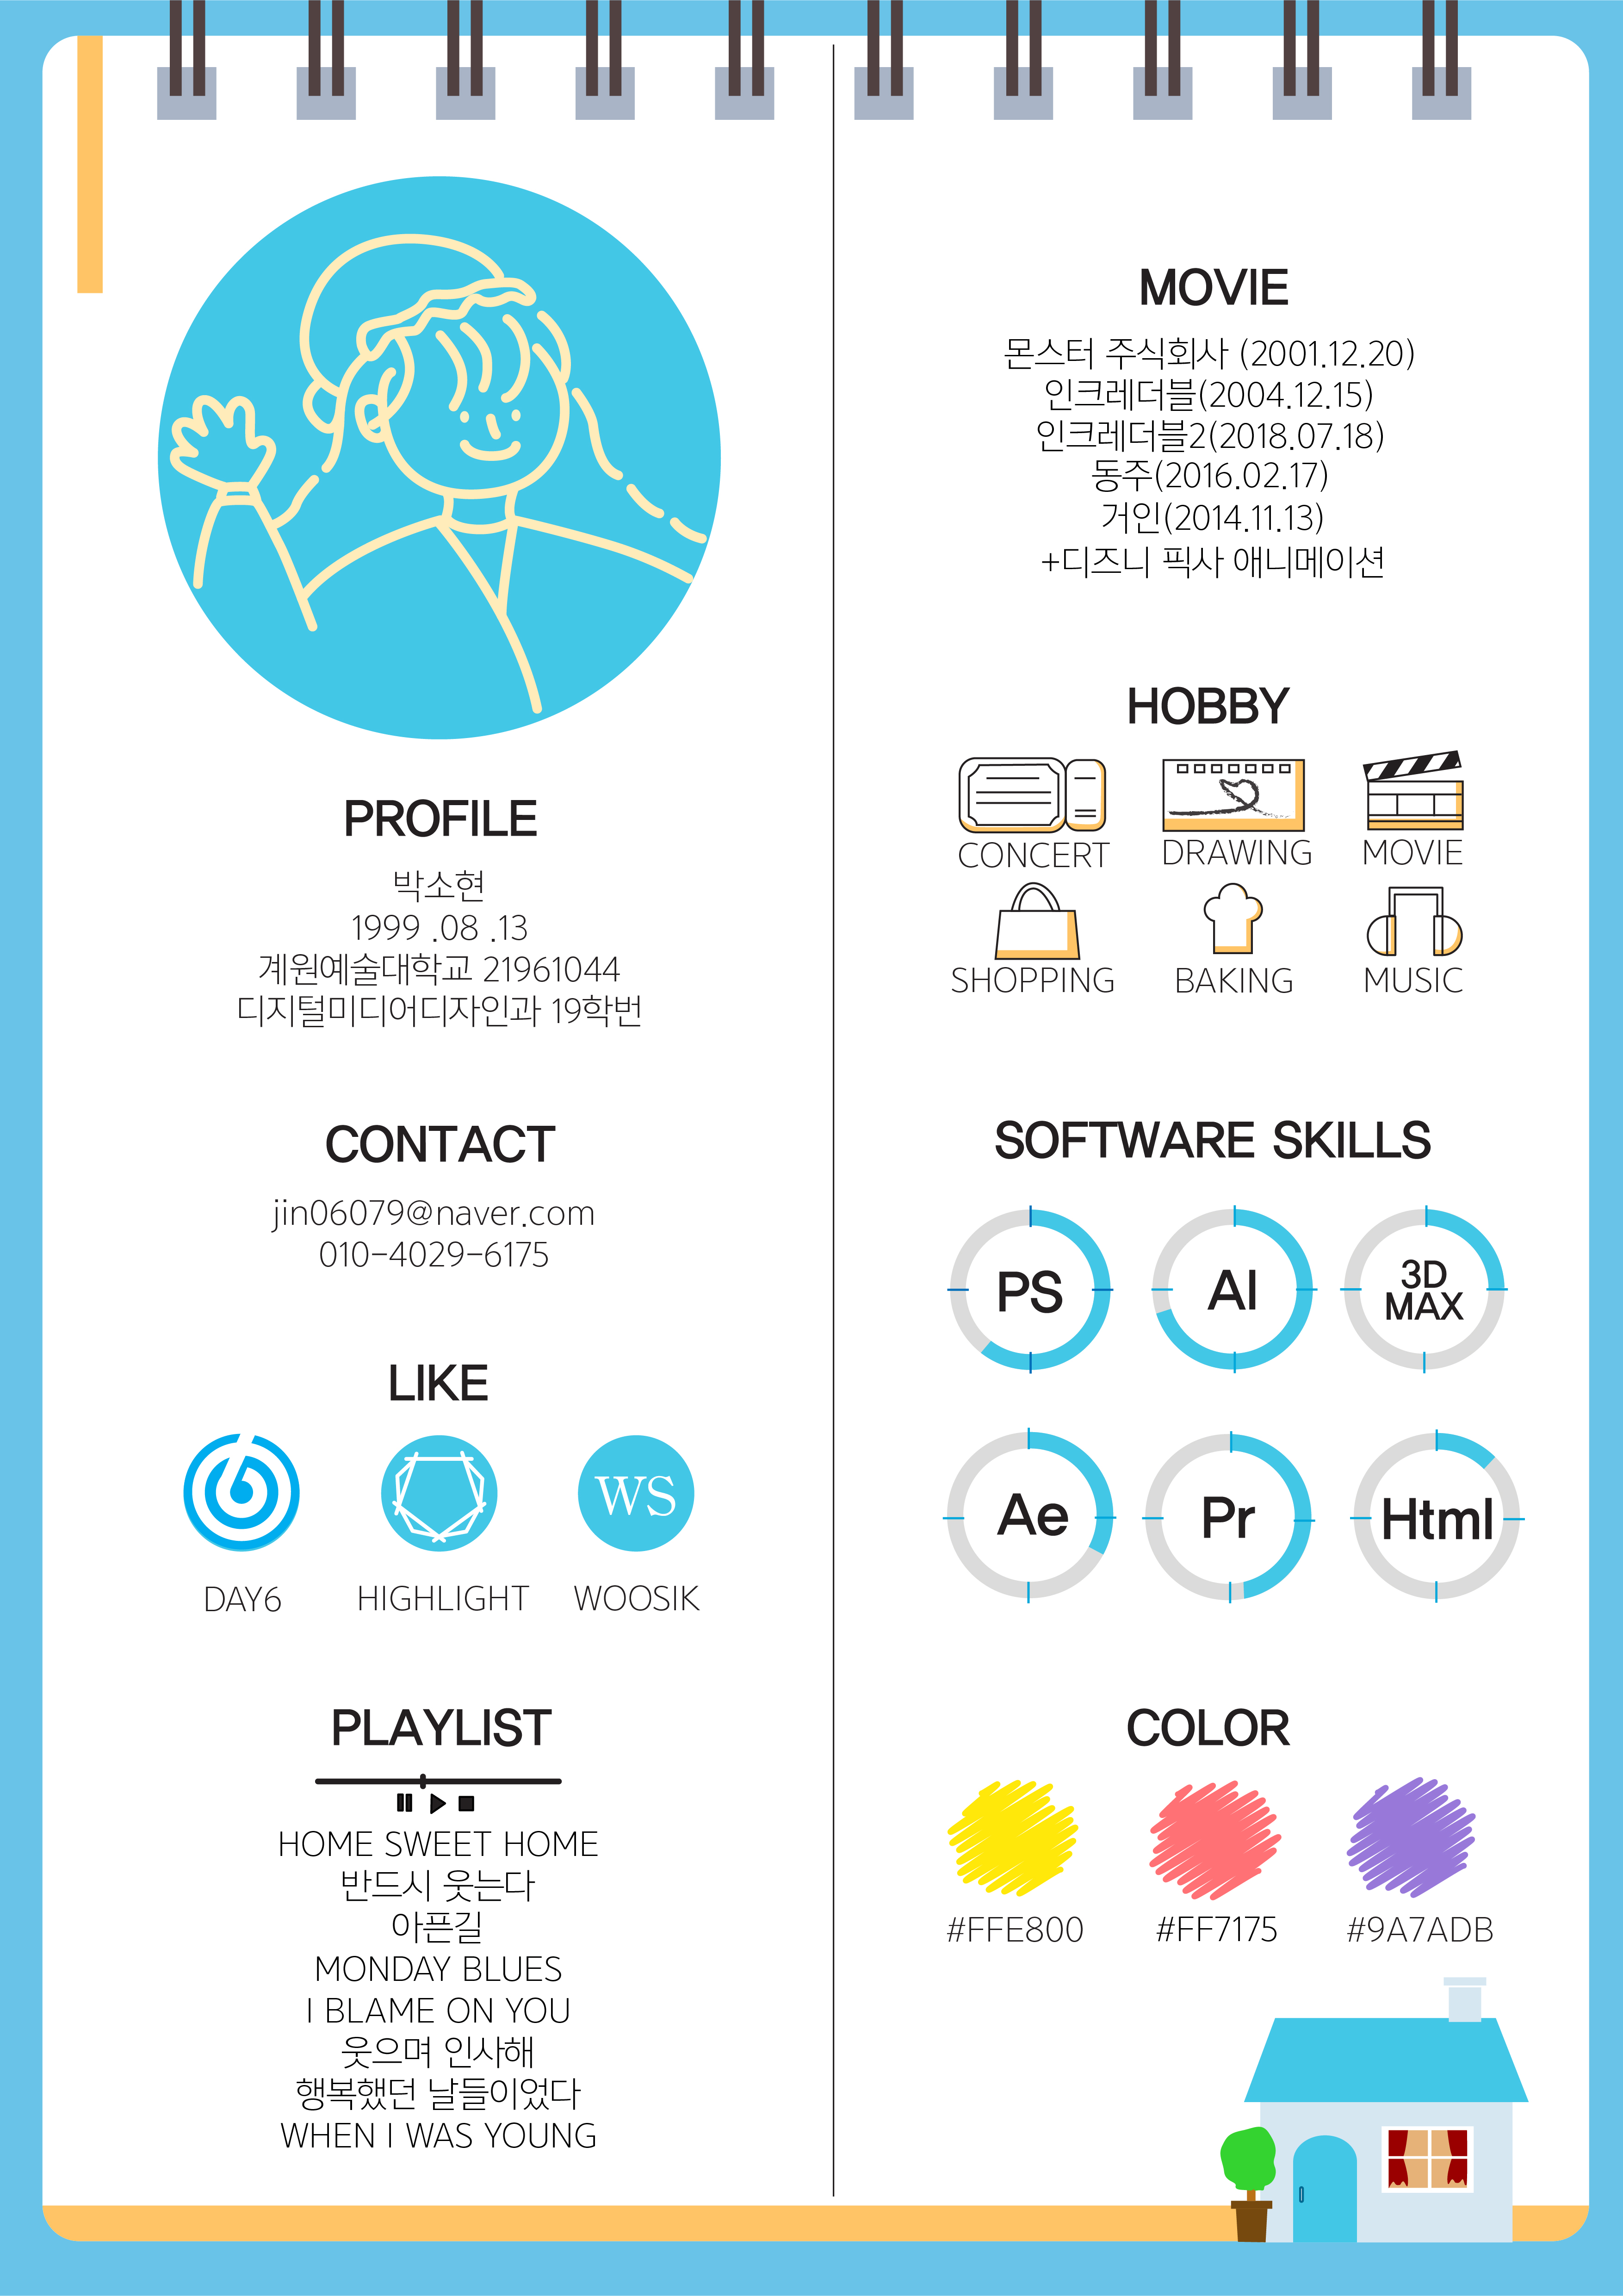 PROFILE
박소현
1999 .08 .13
계원예술대학교 21961044
디지털미디어디자인과 19학번
CONTACT
jin06079@naver.com
010-4029-6175
LIKE
WS
DAY6 HIGHLIGHT WOOSIK
PLAYLIST
HOME SWEET HOME
반드시 웃는다
아픈길
MONDAY BLUES
I BLAME ON YOU
웃으며 인사해
행복했던 날들이었다
WHEN I WAS YOUNG
MOVIE
몬스터 주식회사 (2001.12.20)
인크레더블(2004.12.15)
인크레더블2(2018.07.18)
동주(2016.02.17)
거인(2014.11.13)
+디즈니 픽사 애니메이션
HOBBY
CONCERT DRAWING MOVIE
SHOPPING BAKING MUSIC
SOFTWARE SKILLS
PS AI 3D
MAX
Ae Pr Html
COLOR
#FFE800 #FF7175 #9A7ADB